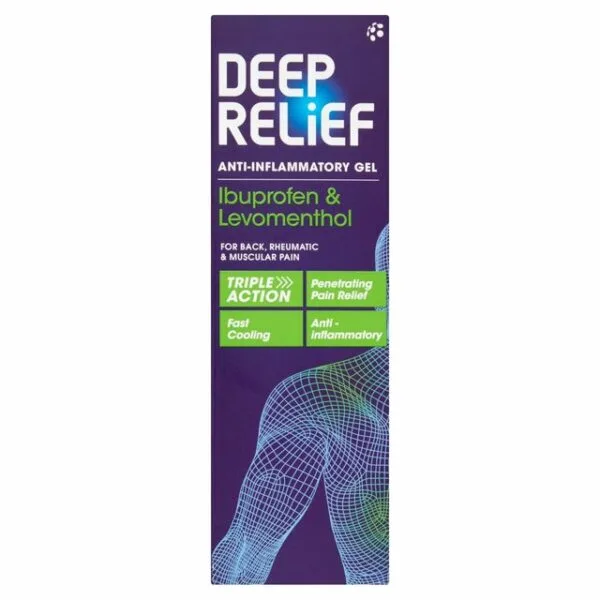 DEEP
RELiEF
ANTI-INFLAMMATORY GEL
Ibuprofen &
Levomenthol
FOR BACK, RHEUMATIC
& MUSCULAR PAIN
TRIPLE
ACTION
Penetrating
Pain Relief
Fast
Cooling
Anti -
inflammatory